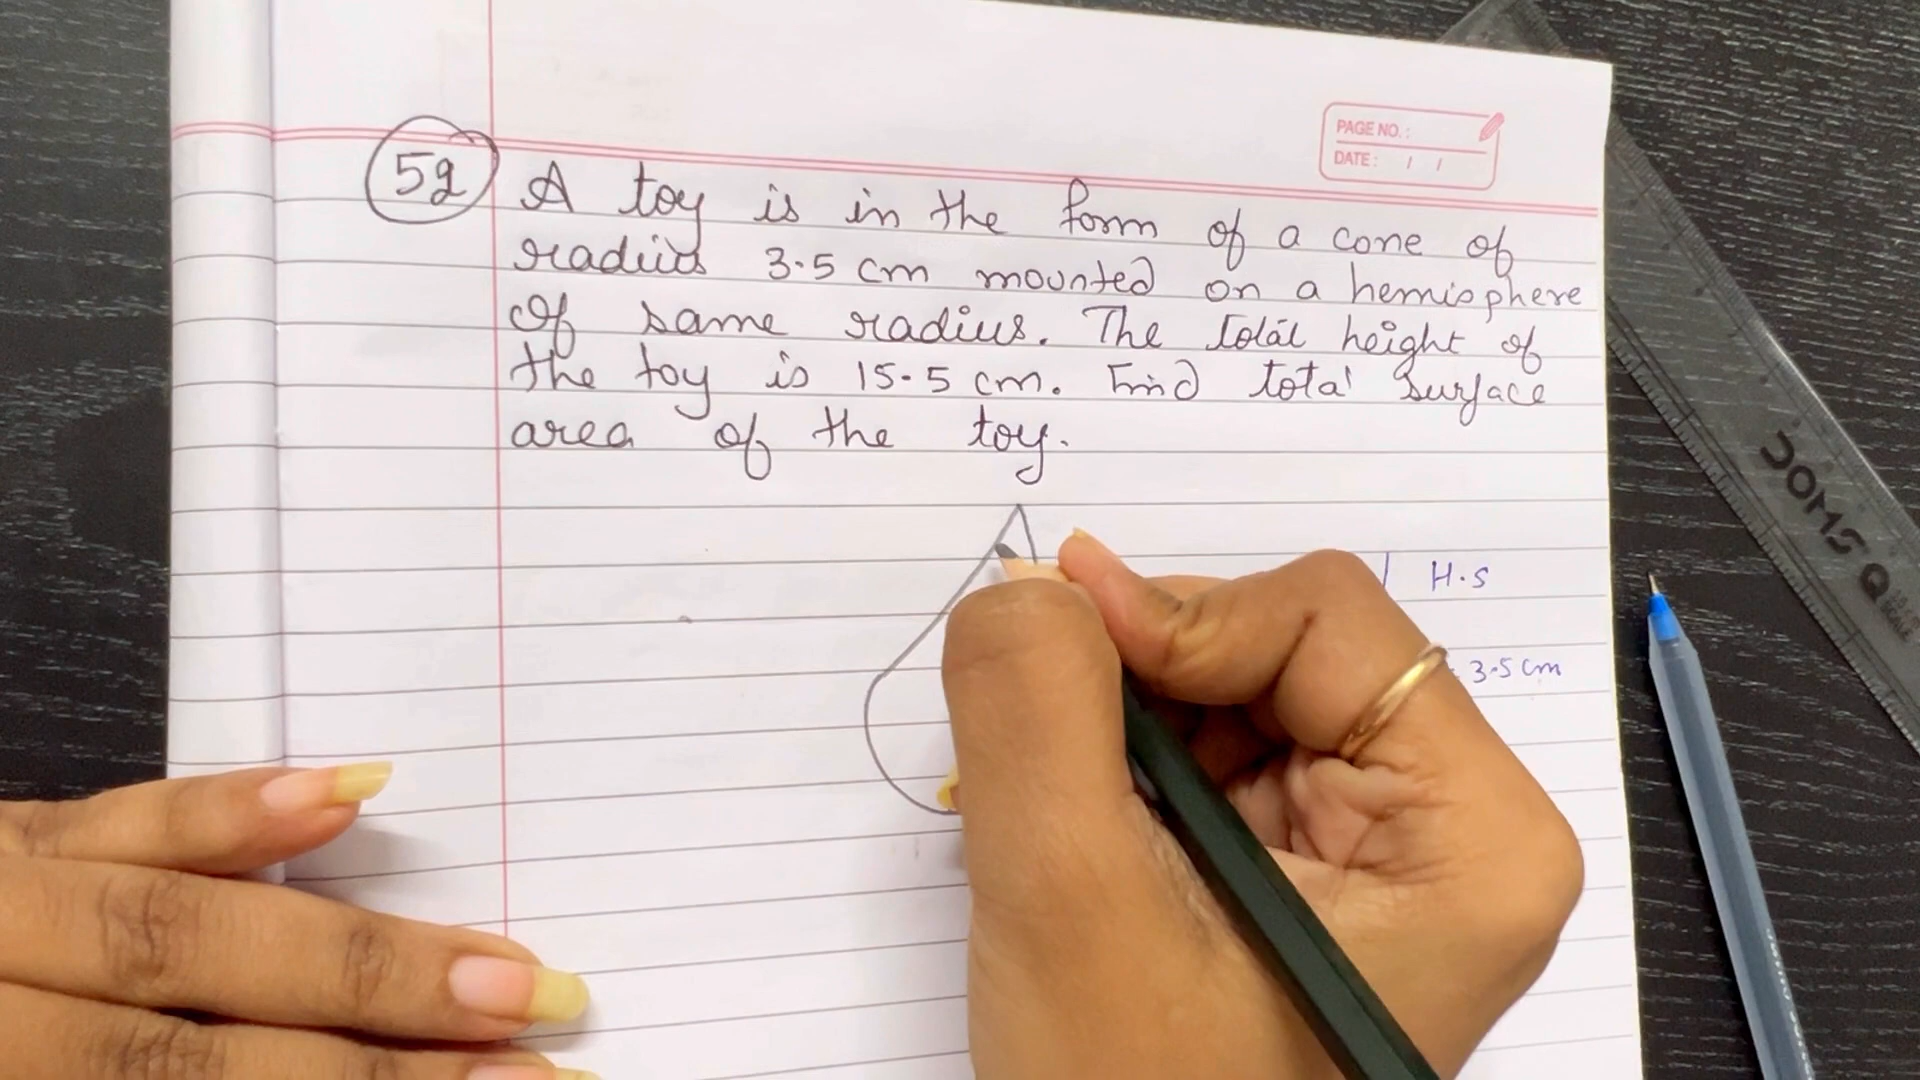 PAGE NO.:
DATE: / /
52 A toy is in the form of a cone of
radius 3.5 cm mounted on a hemisphere
of same radius. The total height of
the toy is 15.5 cm. Find total surface
area of the toy.
H.S
3.5 cm
DOMS